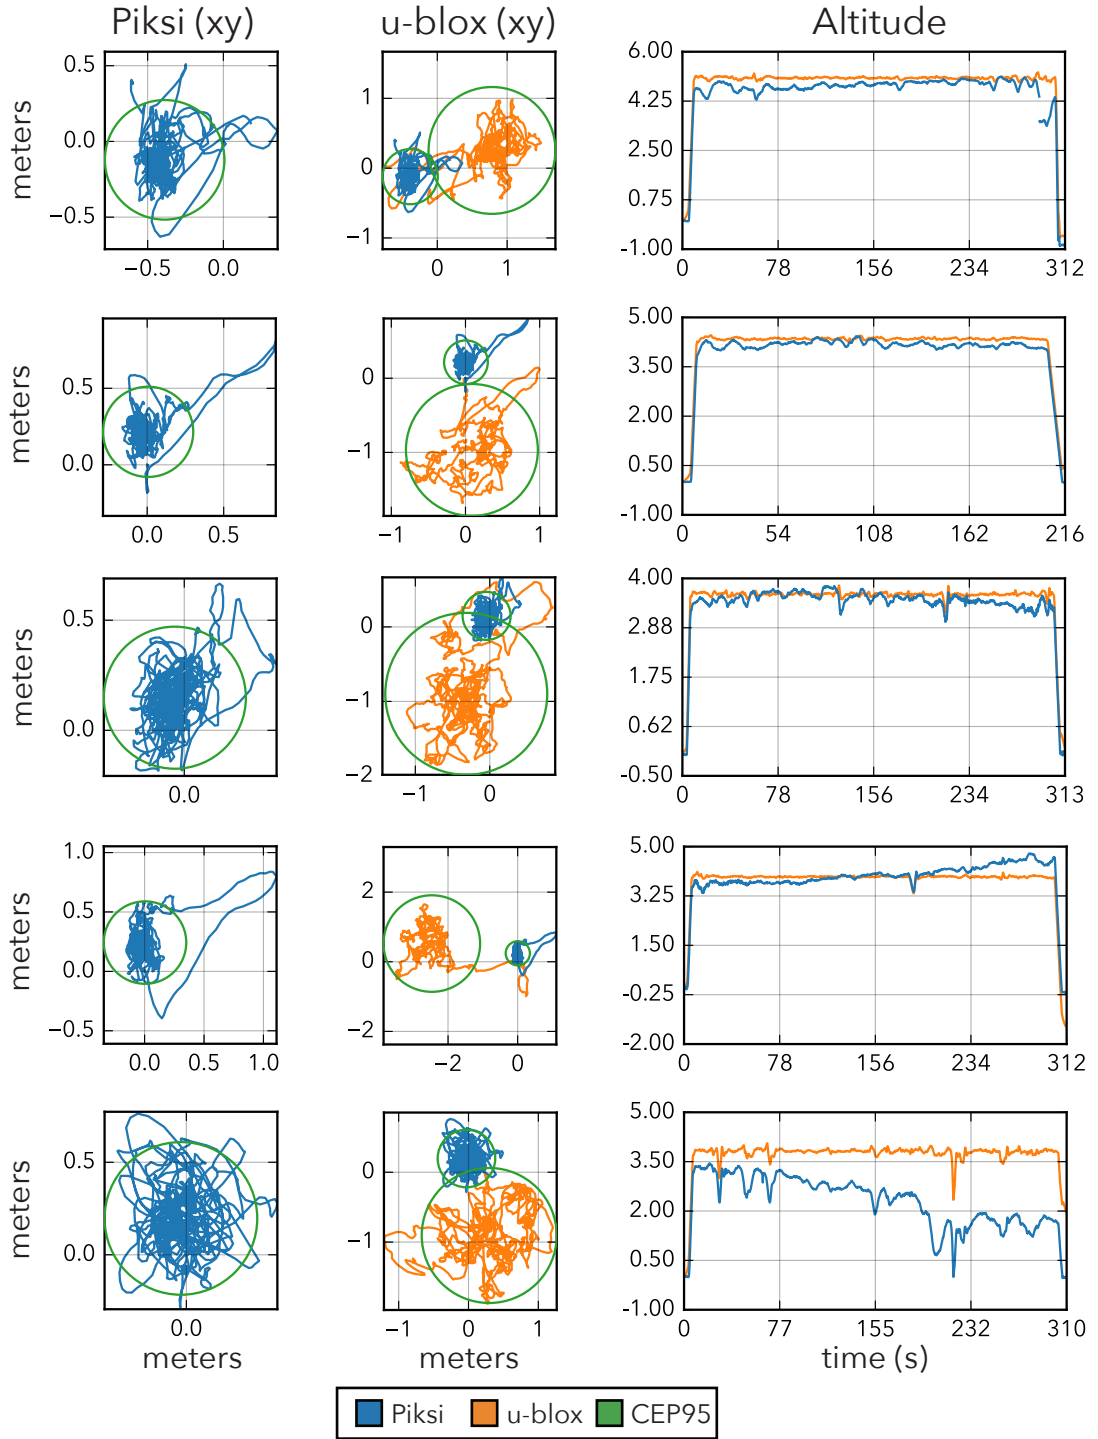 Piksi (xy) u-blox (xy) Altitude
meters 0.5 0.0 −0.5 −0.5 0.0
1 0 −1 0 1
6.00 4.25 2.50 0.75 -1.00 0 78 156 234 312
meters 0.5 0.0 0.0 0.5
0 −1 −1 0 1
5.00 3.50 2.00 0.50 -1.00 0 54 108 162 216
meters 0.5 0.0 0.0
0 −1 −2 −1 0
4.00 2.88 1.75 0.62 -0.50 0 78 156 234 313
meters 1.0 0.5 0.0 −0.5 0.0 0.5 1.0
2 0 −2 −2 0
5.00 3.25 1.50 -0.25 -2.00 0 78 156 234 312
meters 0.5 0.0 0.0
0 −1 −1 0 1
5.00 3.50 2.00 0.50 -1.00 0 77 155 232 310
meters meters time (s)
Piksi u-blox CEP95